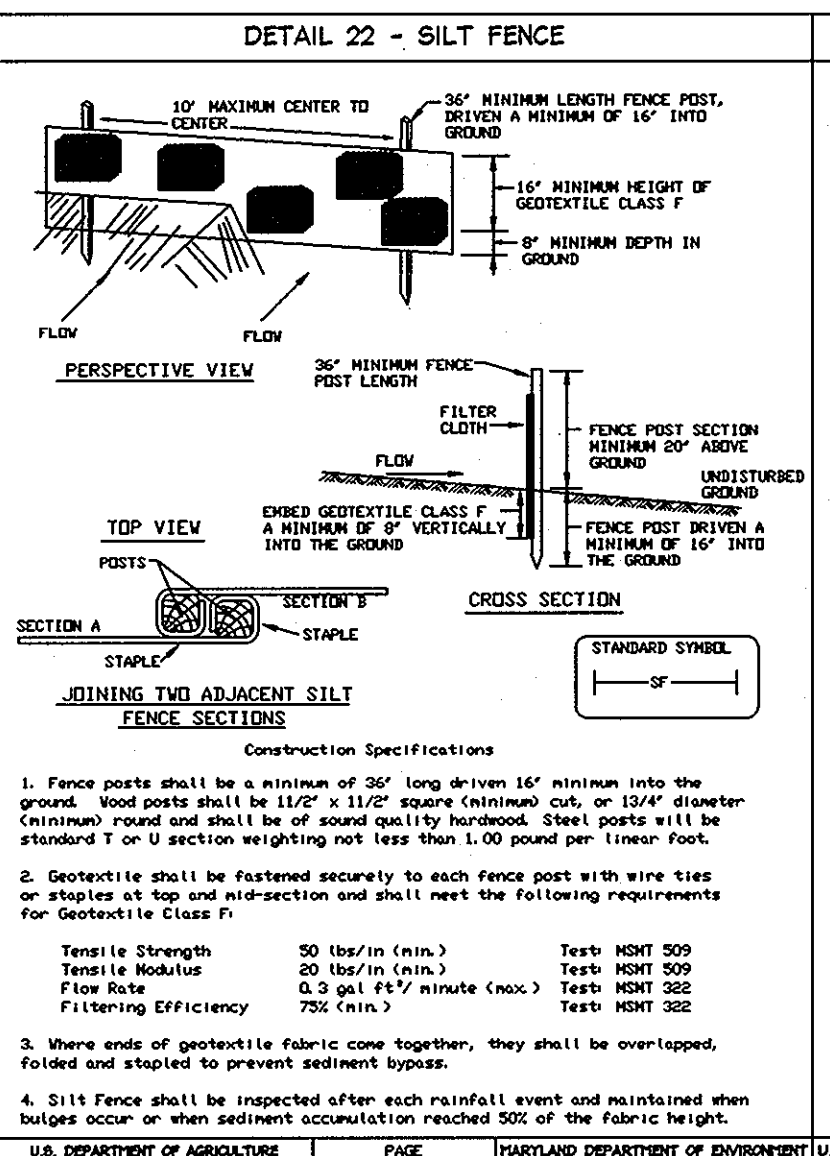 DETAIL 22 - SILT FENCE
10' MAXIMUM CENTER TO
CENTER
36" MINIMUM LENGTH FENCE POST,
DRIVEN A MINIMUM OF 16" INTO
GROUND
16" MINIMUM HEIGHT OF
GEOTEXTILE CLASS F
8" MINIMUM DEPTH IN
GROUND
FLOW
FLOW
PERSPECTIVE VIEW
36" MINIMUM FENCE
POST LENGTH
FILTER
CLOTH
FENCE POST SECTION
MINIMUM 20" ABOVE
GROUND
FLOW
UNDISTURBED
GROUND
EMBED GEOTEXTILE CLASS F
A MINIMUM OF 8" VERTICALLY
INTO THE GROUND
FENCE POST DRIVEN A
MINIMUM OF 16" INTO
THE GROUND
TOP VIEW
POSTS
SECTION B
SECTION A
STAPLE
STAPLE
CROSS SECTION
STANDARD SYMBOL
SF
JOINING TWO ADJACENT SILT
FENCE SECTIONS
Construction Specifications
1. Fence posts shall be a minimum of 36" long driven 16" minimum into the
ground. Wood posts shall be 11/2" x 11/2" square (minimum) cut, or 13/4" diameter
(minimum) round and shall be of sound quality hardwood. Steel posts will be
standard T or U section weighting not less than 1.00 pound per linear foot.
2. Geotextile shall be fastened securely to each fence post with wire ties
or staples at top and mid-section and shall meet the following requirements
for Geotextile Class F:
Tensile Strength 50 lbs/in (min.) Test: MSMT 509
Tensile Modulus 20 lbs/in (min.) Test: MSMT 509
Flow Rate 0.3 gal ft²/ minute (max.) Test: MSMT 322
Filtering Efficiency 75% (min.) Test: MSMT 322
3. Where ends of geotextile fabric come together, they shall be overlapped,
folded and stapled to prevent sediment bypass.
4. Silt Fence shall be inspected after each rainfall event and maintained when
bulges occur or when sediment accumulation reached 50% of the fabric height.
U.S. DEPARTMENT OF AGRICULTURE PAGE MARYLAND DEPARTMENT OF ENVIRONMENT U.